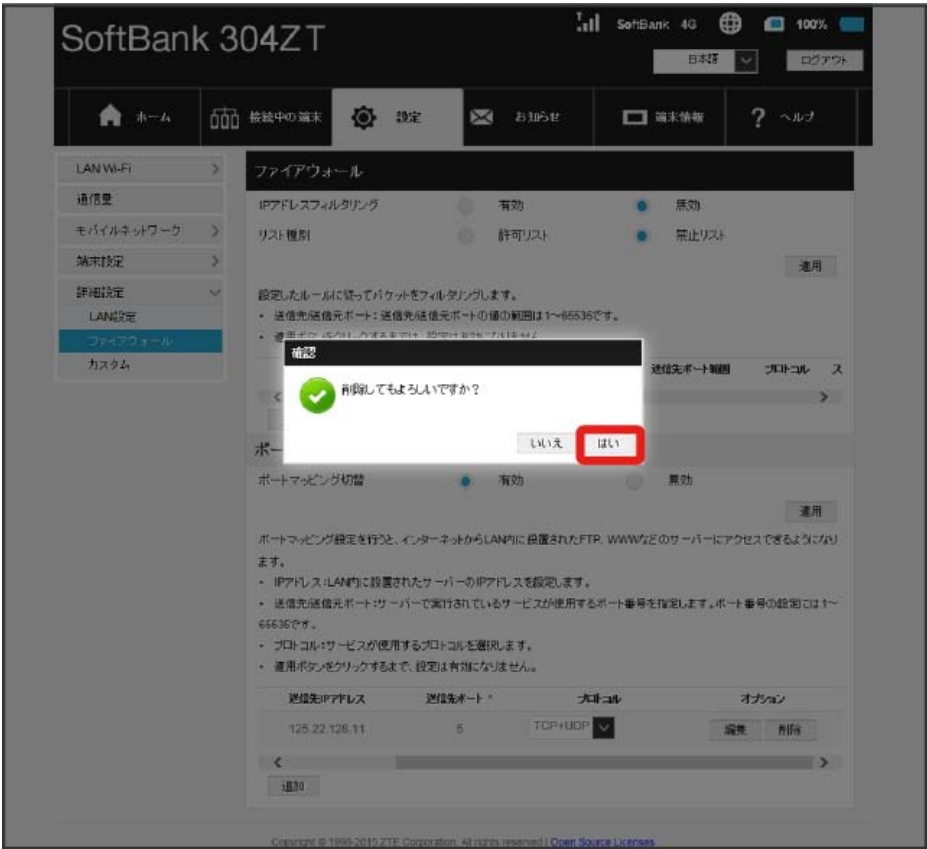 SoftBank 304ZT
SoftBank 4G 100%
日本語 ログアウト
ホーム 接続中の端末 設定 お知らせ 端末情報 ? ヘルプ
LAN Wi-Fi
通信量
モバイルネットワーク
端末設定
詳細設定
LAN設定
ファイアウォール
カスタム
ファイアウォール
IPアドレスフィルタリング 有効 無効
リスト種別 許可リスト 禁止リスト
適用
設定したルールに従ってパケットをフィルタリングします。
・ 送信先/送信元ポート:送信先/送信元ポートの値の範囲は1~65535です。
送信先ポート範囲 プロトコル ス
確認
削除してもよろしいですか?
いいえ はい
ポー
ポートマッピング切替 有効 無効
適用
ポートマッピング設定を行うと、インターネットからLAN内に設置されたFTP、WWWなどのサーバーにアクセスできるようになり
ます。
・ IPアドレス:LAN内に設置されたサーバーのIPアドレスを設定します。
・ 送信先/送信元ポート:サーバーで実行されているサービスが使用するポート番号を指定します。ポート番号の設定には1~
65535です。
・ プロトコル:サービスが使用するプロトコルを選択します。
・ 適用ボタンをクリックするまで、設定は有効になりません。
送信先IPアドレス 送信先ポート * プロトコル オプション
125.22.128.11 5 TCP+UDP 編集 削除
追加
Copyright © 1998-2015 ZTE Corporation. All rights reserved | Open Source Licenses